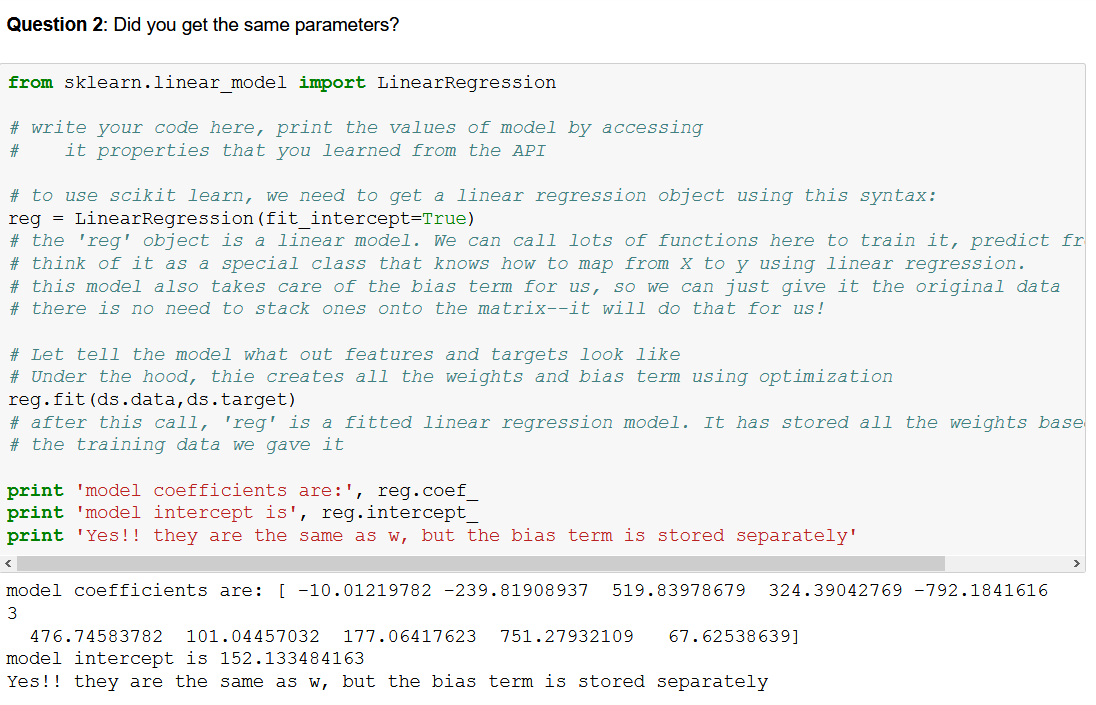 Question 2: Did you get the same parameters?
from sklearn.linear_model import LinearRegression
# write your code here, print the values of model by accessing
#    it properties that you learned from the API
# to use scikit learn, we need to get a linear regression object using this syntax:
reg = LinearRegression(fit_intercept=True)
# the 'reg' object is a linear model. We can call lots of functions here to train it, predict
# think of it as a special class that knows how to map from X to y using linear regression.
# this model also takes care of the bias term for us, so we can just give it the original data
# there is no need to stack ones onto the matrix--it will do that for us!
# Let tell the model what out features and targets look like
# Under the hood, thie creates all the weights and bias term using optimization
reg.fit(ds.data,ds.target)
# after this call, 'reg' is a fitted linear regression model. It has stored all the weights
# the training data we gave it
print 'model coefficients are:', reg.coef_
print 'model intercept is', reg.intercept_
print 'Yes!! they are the same as w, but the bias term is stored separately'
model coefficients are: [ -10.01219782 -239.81908937  519.83978679  324.39042769 -792.1841616
3
  476.74583782  101.04457032  177.06417623  751.27932109   67.62538639]
model intercept is 152.133484163
Yes!! they are the same as w, but the bias term is stored separately